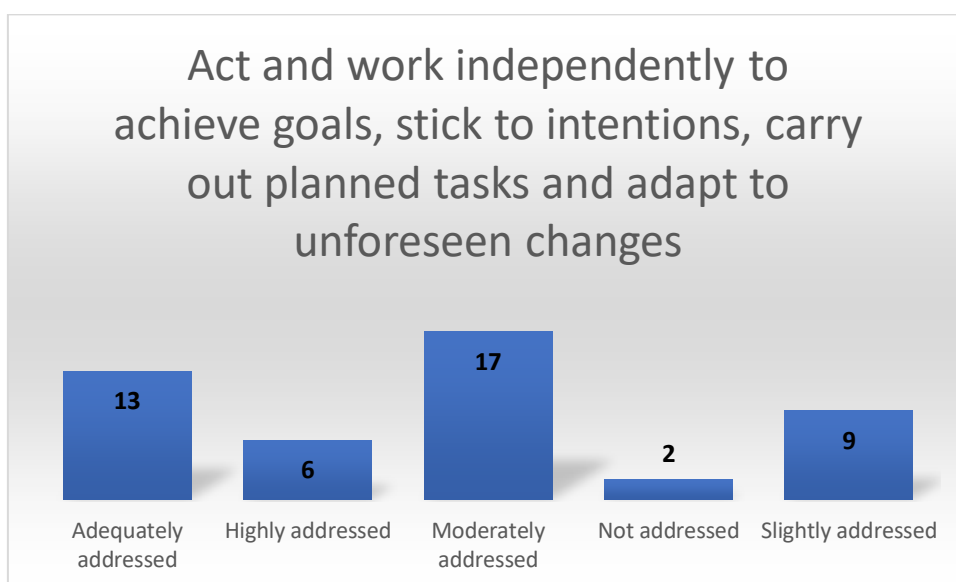 Act and work independently to
achieve goals, stick to intentions, carry
out planned tasks and adapt to
unforeseen changes
13
6
17
2
9
Adequately
addressed
Highly addressed
Moderately
addressed
Not addressed
Slightly addressed